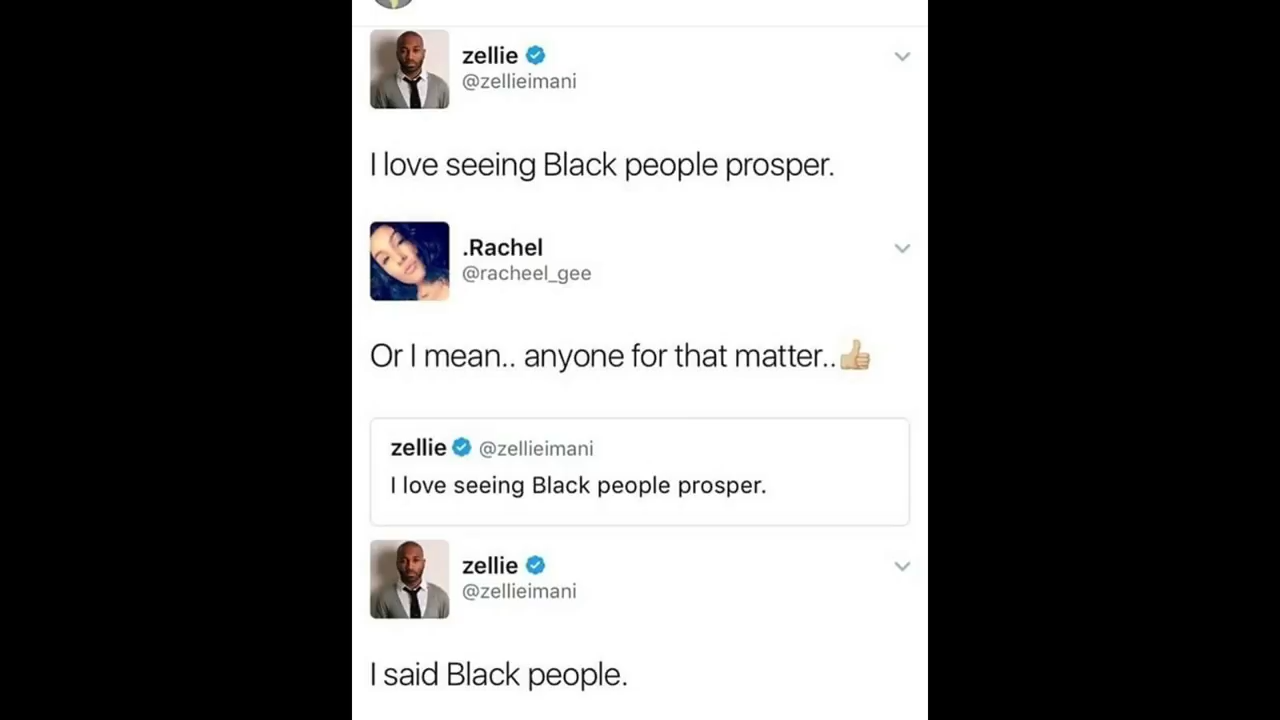 zellie
@zellieimani
I love seeing Black people prosper.
.Rachel
@racheel_gee
Or I mean.. anyone for that matter..👍🏼
zellie @zellieimani
I love seeing Black people prosper.
zellie
@zellieimani
I said Black people.